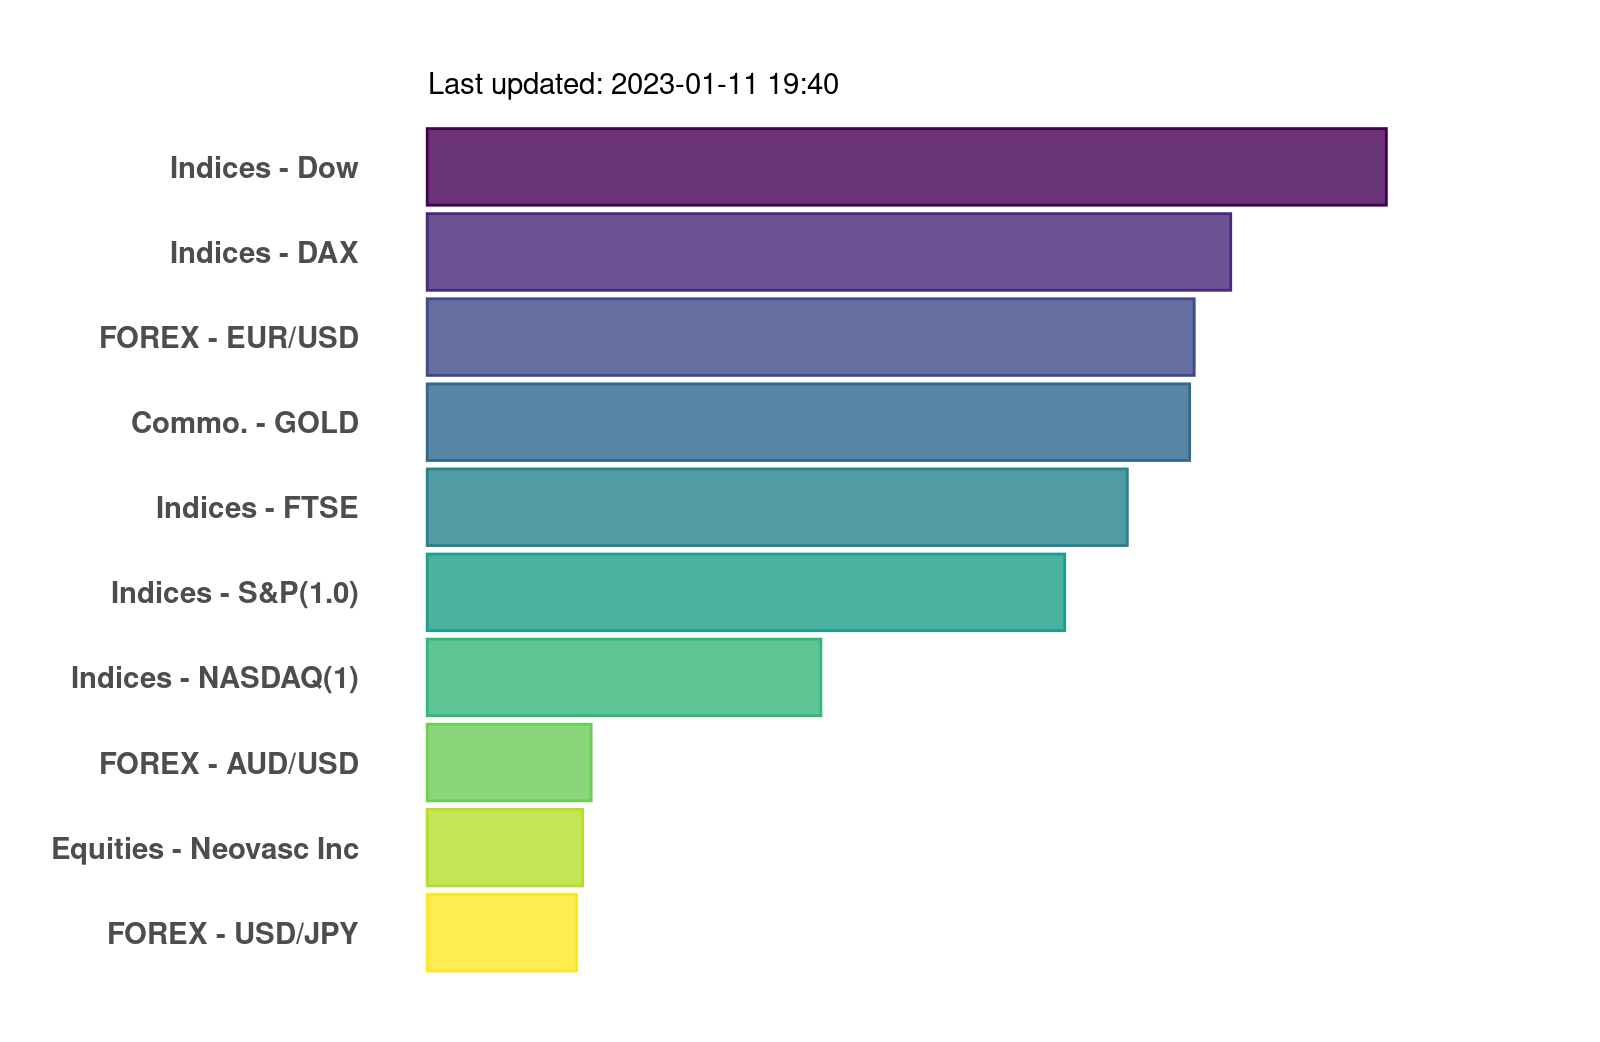 Last updated: 2023-01-11 19:40
Indices - Dow
Indices - DAX
FOREX - EUR/USD
Commo. - GOLD
Indices - FTSE
Indices - S&P(1.0)
Indices - NASDAQ(1)
FOREX - AUD/USD
Equities - Neovasc Inc
FOREX - USD/JPY